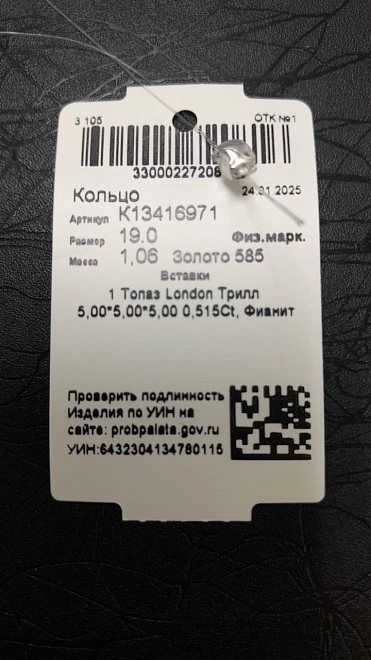 3 105 ОТК №1
24.01.2025
Кольцо
Артикул К13416971
Размер 19.0 Физ.марк.
Масса 1,06 Золото 585
Вставки
1 Топаз London Трилл
5,00*5,00*5,00 0,515Ct, Фианит
Проверить подлинность
Изделия по УИН на
сайте: probpalata.gov.ru
УИН:6432304134780115